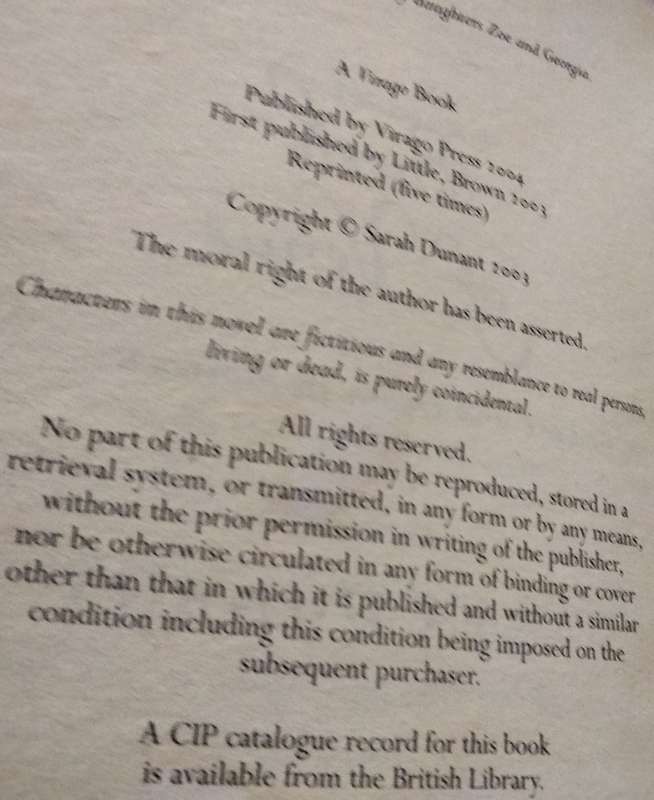 daughters Zoe and Georgia.
A Virago Book
Published by Virago Press 2004
First published by Little, Brown 2003
Reprinted (five times)
Copyright © Sarah Dunant 2003
The moral right of the author has been asserted.
Characters in this novel are fictitious and any resemblance to real persons,
living or dead, is purely coincidental.
All rights reserved.
No part of this publication may be reproduced, stored in a
retrieval system, or transmitted, in any form or by any means,
without the prior permission in writing of the publisher,
nor be otherwise circulated in any form of binding or cover
other than that in which it is published and without a similar
condition including this condition being imposed on the
subsequent purchaser.
A CIP catalogue record for this book
is available from the British Library.